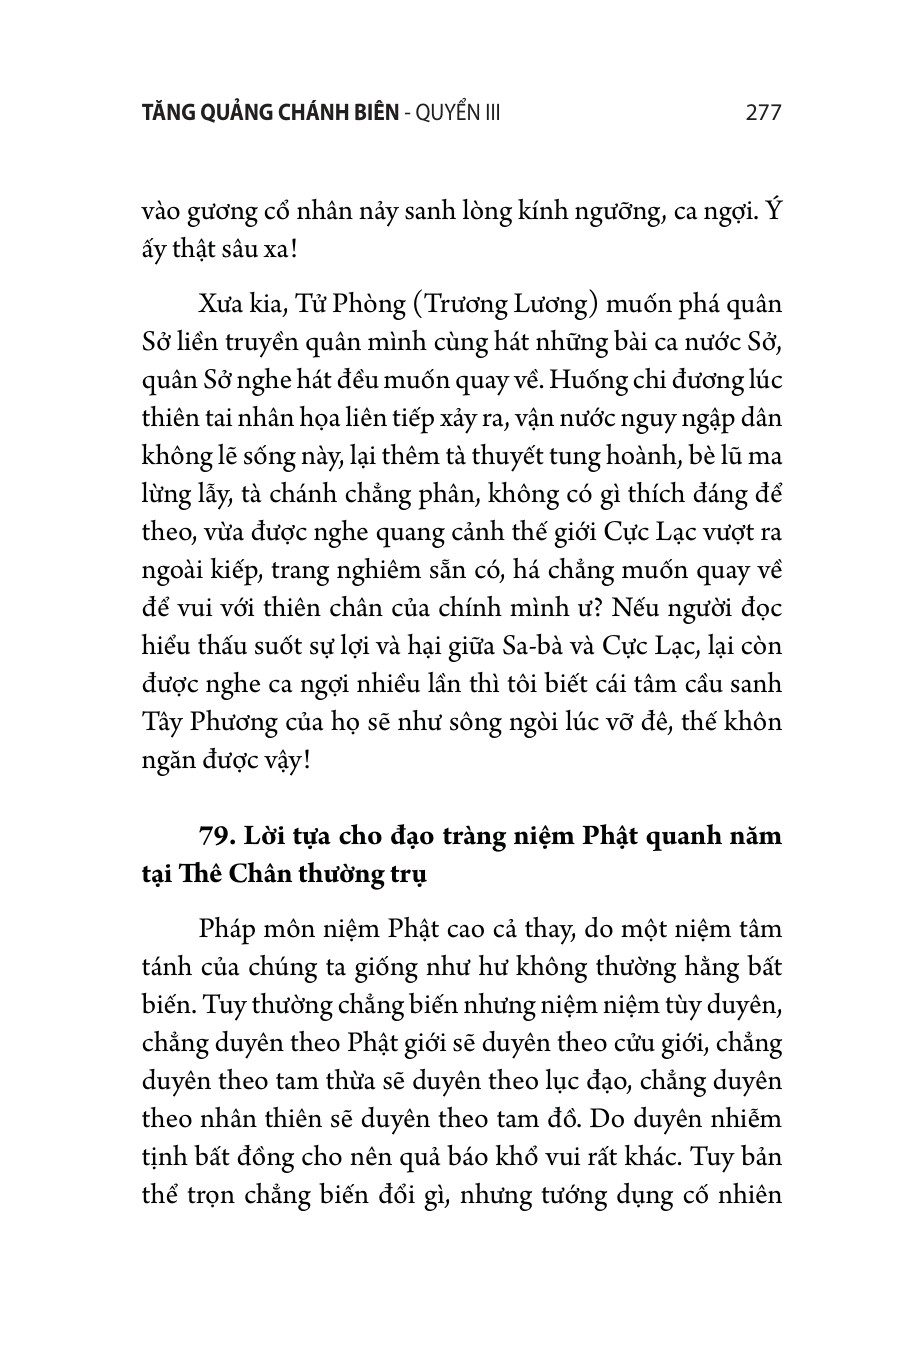 TĂNG QUẢNG CHÁNH BIÊN - QUYỂN III 277
vào gương cổ nhân nảy sanh lòng kính ngưỡng, ca ngợi. Ý
ấy thật sâu xa!
Xưa kia, Tử Phòng (Trương Lương) muốn phá quân
Sở liền truyền quân mình cùng hát những bài ca nước Sở,
quân Sở nghe hát đều muốn quay về. Huống chi đương lúc
thiên tai nhân họa liên tiếp xảy ra, vận nước nguy ngập dân
không lẽ sống này, lại thêm tà thuyết tung hoành, bè lũ ma
lừng lẫy, tà chánh chẳng phân, không có gì thích đáng để
theo, vừa được nghe quang cảnh thế giới Cực Lạc vượt ra
ngoài kiếp, trang nghiêm sẵn có, há chẳng muốn quay về
để vui với thiên chân của chính mình ư? Nếu người đọc
hiểu thấu suốt sự lợi và hại giữa Sa-bà và Cực Lạc, lại còn
được nghe ca ngợi nhiều lần thì tôi biết cái tâm cầu sanh
Tây Phương của họ sẽ như sông ngòi lúc vỡ đê, thế khôn
ngăn được vậy!
79. Lời tựa cho đạo tràng niệm Phật quanh năm
tại Thê Chân thường trụ
Pháp môn niệm Phật cao cả thay, do một niệm tâm
tánh của chúng ta giống như hư không thường hằng bất
biến. Tuy thường chẳng biến nhưng niệm niệm tùy duyên,
chẳng duyên theo Phật giới sẽ duyên theo cửu giới, chẳng
duyên theo tam thừa sẽ duyên theo lục đạo, chẳng duyên
theo nhân thiên sẽ duyên theo tam đồ. Do duyên nhiễm
tịnh bất đồng cho nên quả báo khổ vui rất khác. Tuy bản
thể trọn chẳng biến đổi gì, nhưng tướng dụng cố nhiên